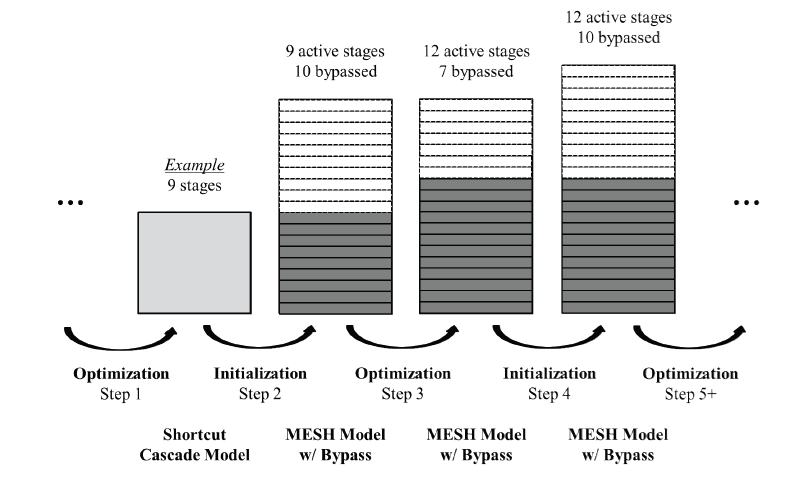 12 active stages
10 bypassed
9 active stages
10 bypassed
12 active stages
7 bypassed
Example
9 stages
...
...
Optimization
Step 1
Initialization
Step 2
Optimization
Step 3
Initialization
Step 4
Optimization
Step 5+
Shortcut
Cascade Model
MESH Model
w/ Bypass
MESH Model
w/ Bypass
MESH Model
w/ Bypass